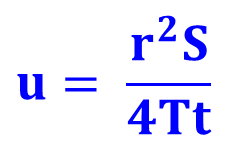 u = r²S / 4Tt